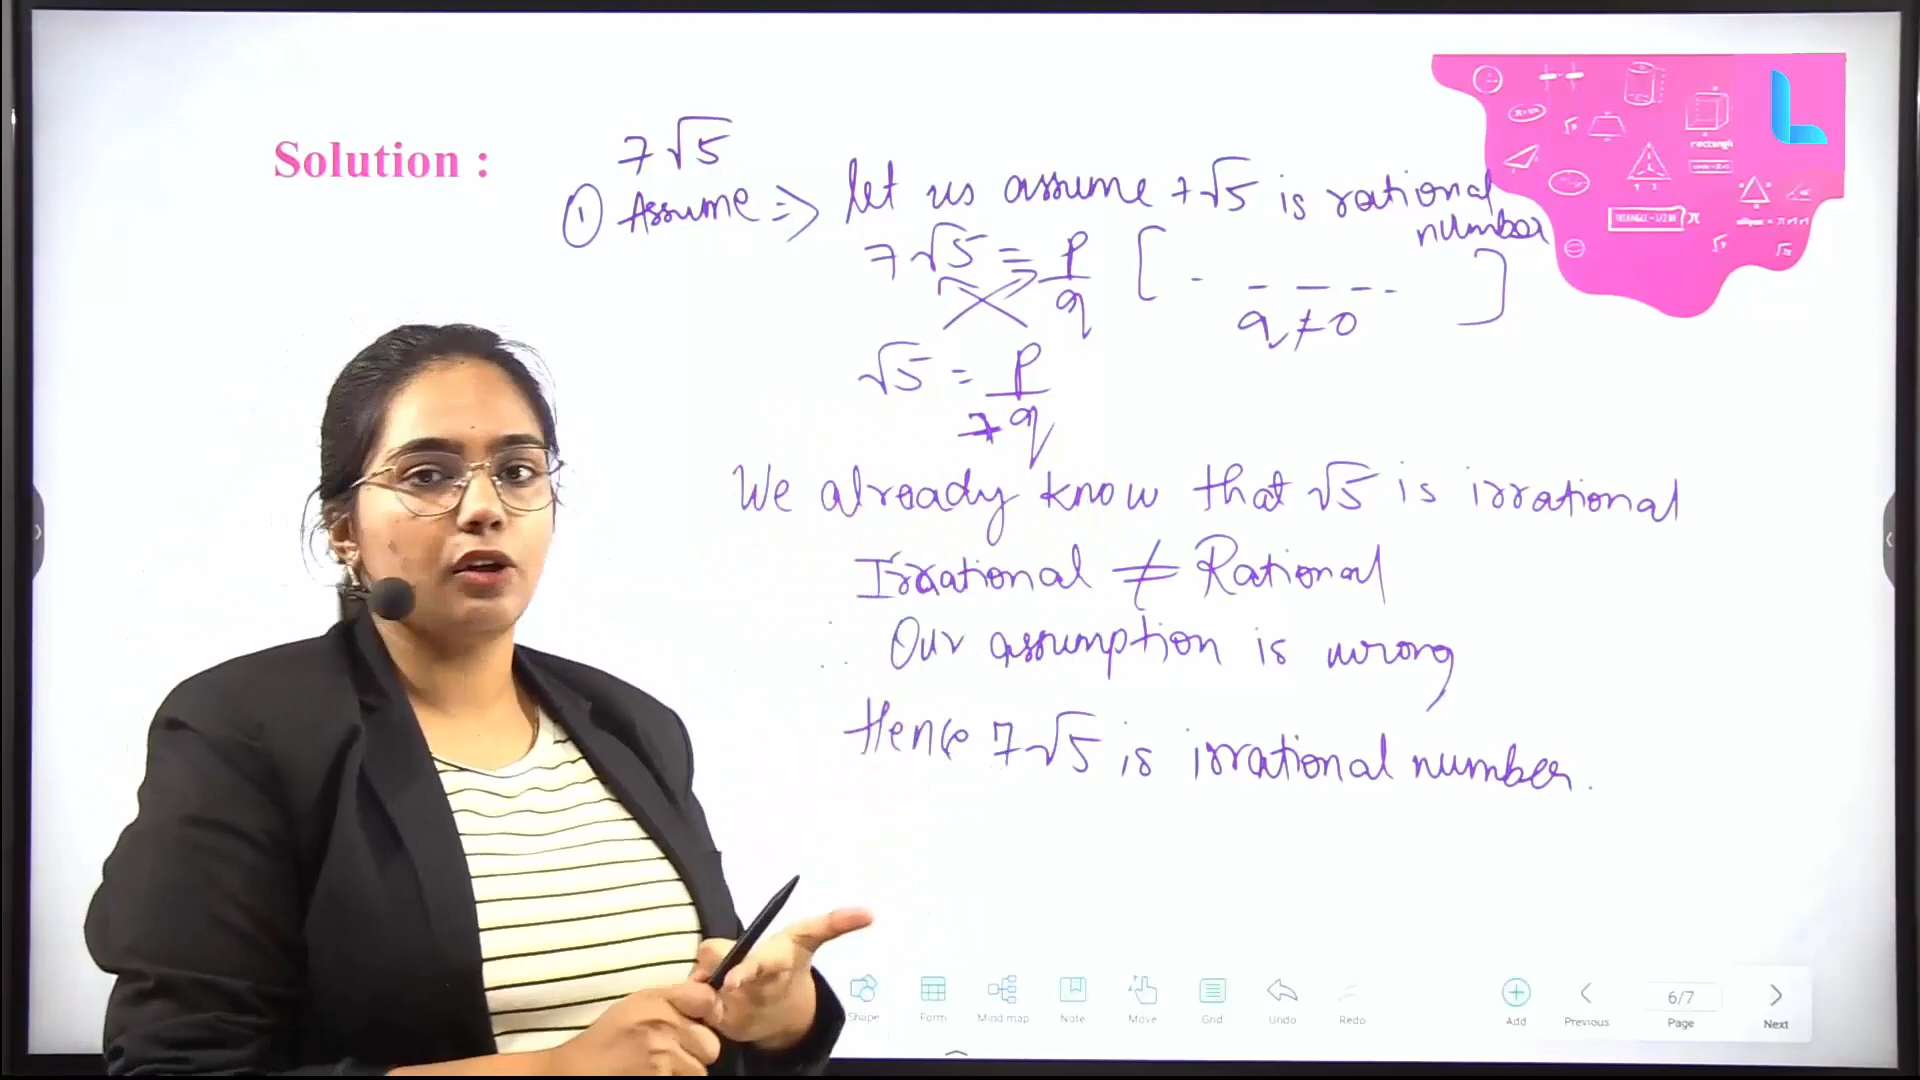 Solution :
7√5
① Assume => let us assume 7√5 is rational number
7√5 = p/q [ - - - - - q ≠ 0 ]
√5 = p/7q
We already know that √5 is irrational
Irrational ≠ Rational
Our assumption is wrong
Hence 7√5 is irrational number.
Shape Form Mind map Note Move Grid Undo Redo Add Previous 6/7 Page Next
rectangle